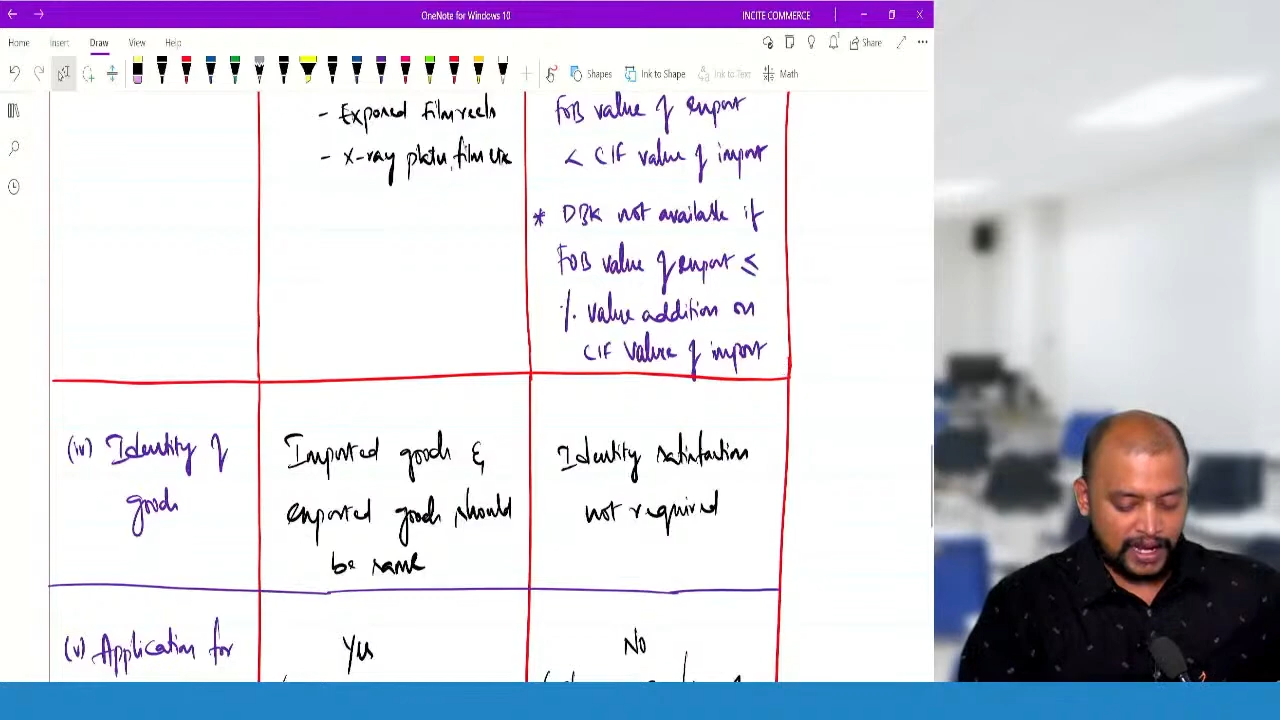 OneNote for Windows 10
INCITE COMMERCE
Home Insert Draw View Help
Share
Shapes Ink to Shape Ink to Text Math
- Exposed film reels
- X-ray plates, film etc
FOB value of export
< CIF value of import
* DBK not available if
FOB value of export ≤
% value addition on
CIF value of import
(iv) Identity of
goods
Imported goods &
exported goods should
be same
Identity satisfaction
not required
(v) Application for
Yes
No